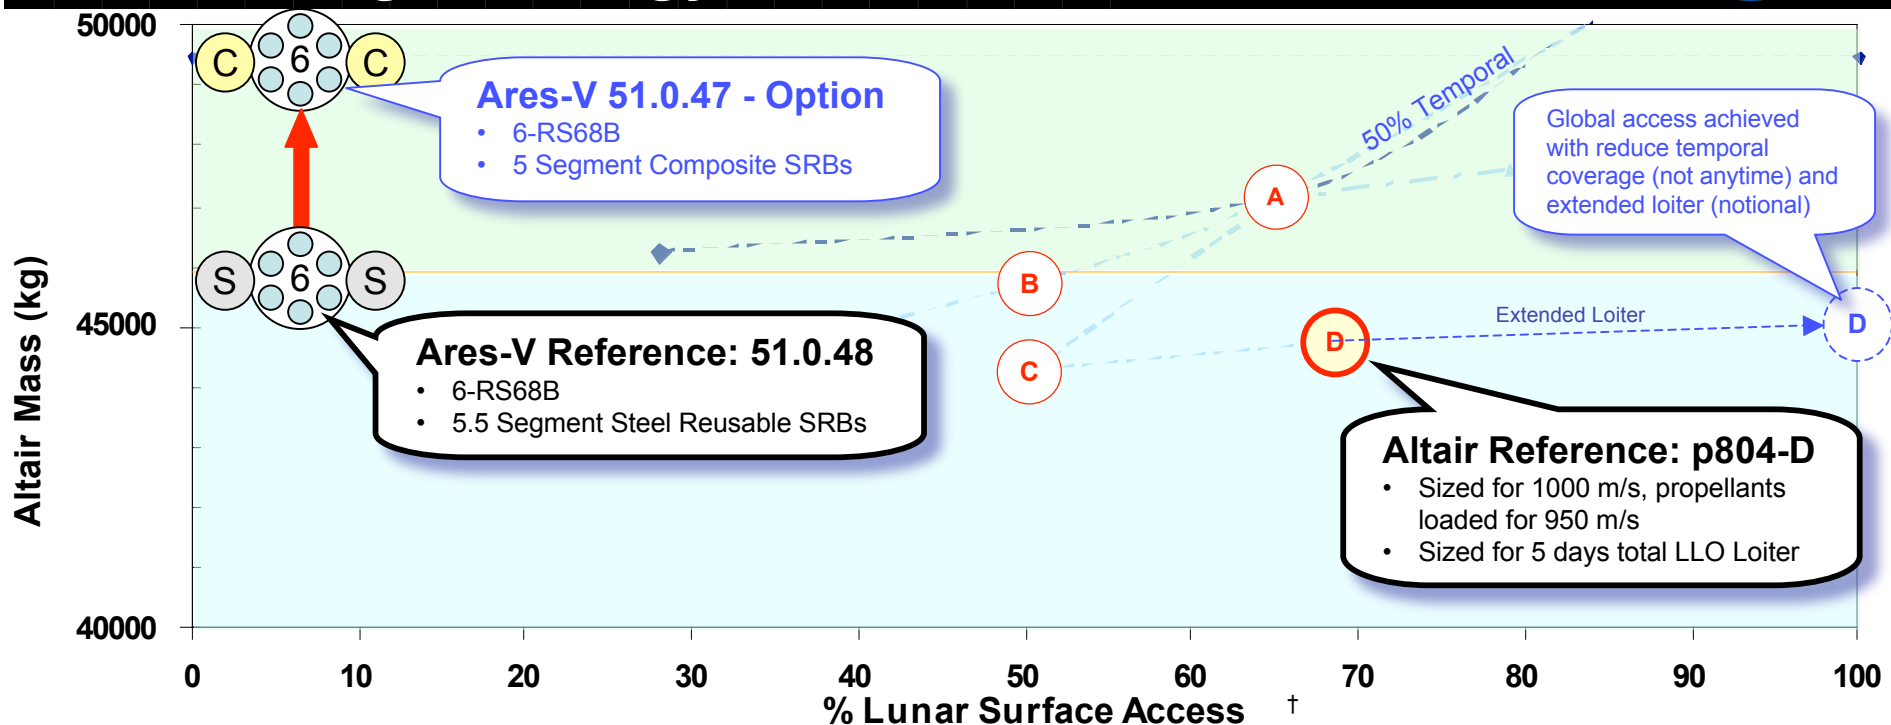 50000
45000
40000
Altair Mass (kg)
C
6
C
S
6
S
Ares-V 51.0.47 - Option
• 6-RS68B
• 5 Segment Composite SRBs
50% Temporal
Global access achieved
with reduce temporal
coverage (not anytime) and
extended loiter (notional)
A
B
C
D
Extended Loiter
D
Ares-V Reference: 51.0.48
• 6-RS68B
• 5.5 Segment Steel Reusable SRBs
Altair Reference: p804-D
• Sized for 1000 m/s, propellants
loaded for 950 m/s
• Sized for 5 days total LLO Loiter
0 10 20 30 40 50 60 70 80 90 100
% Lunar Surface Access †